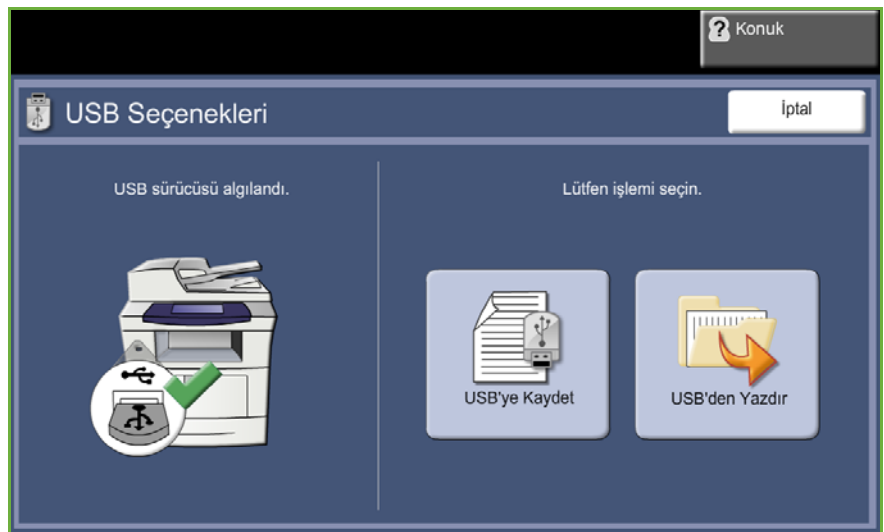 Konuk
USB Seçenekleri
İptal
USB sürücüsü algılandı.
Lütfen işlemi seçin.
USB'ye Kaydet
USB'den Yazdır